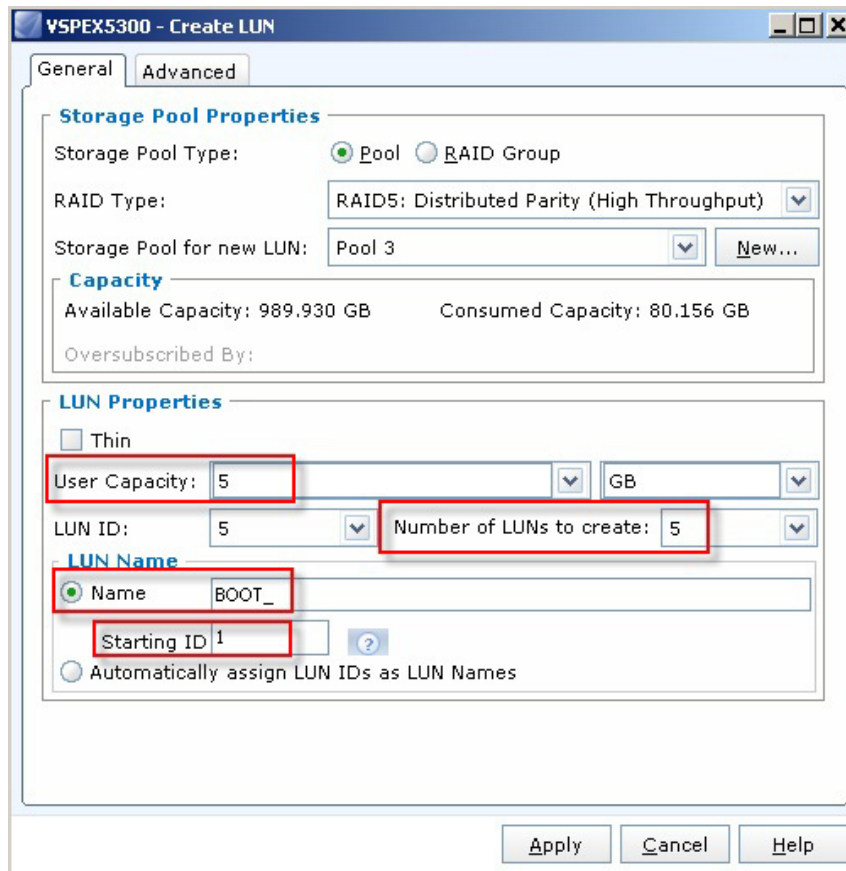 VSPEX5300 - Create LUN
General Advanced
Storage Pool Properties
Storage Pool Type: Pool RAID Group
RAID Type: RAID5: Distributed Parity (High Throughput)
Storage Pool for new LUN: Pool 3 New...
Capacity
Available Capacity: 989.930 GB Consumed Capacity: 80.156 GB
Oversubscribed By:
LUN Properties
Thin
User Capacity: 5 GB
LUN ID: 5 Number of LUNs to create: 5
LUN Name
Name BOOT_
Starting ID 1 ?
Automatically assign LUN IDs as LUN Names
Apply Cancel Help